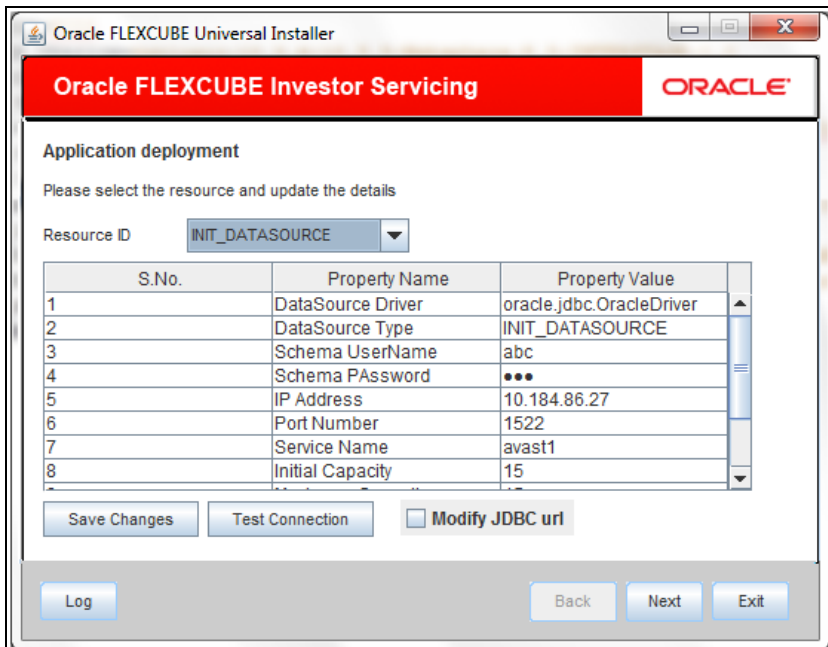 Oracle FLEXCUBE Universal Installer
Oracle FLEXCUBE Investor Servicing ORACLE
Application deployment
Please select the resource and update the details
Resource ID INIT_DATASOURCE
S.No. Property Name Property Value
1 DataSource Driver oracle.jdbc.OracleDriver
2 DataSource Type INIT_DATASOURCE
3 Schema UserName abc
4 Schema PAssword •••
5 IP Address 10.184.86.27
6 Port Number 1522
7 Service Name avast1
8 Initial Capacity 15
Save Changes Test Connection Modify JDBC url
Log Back Next Exit